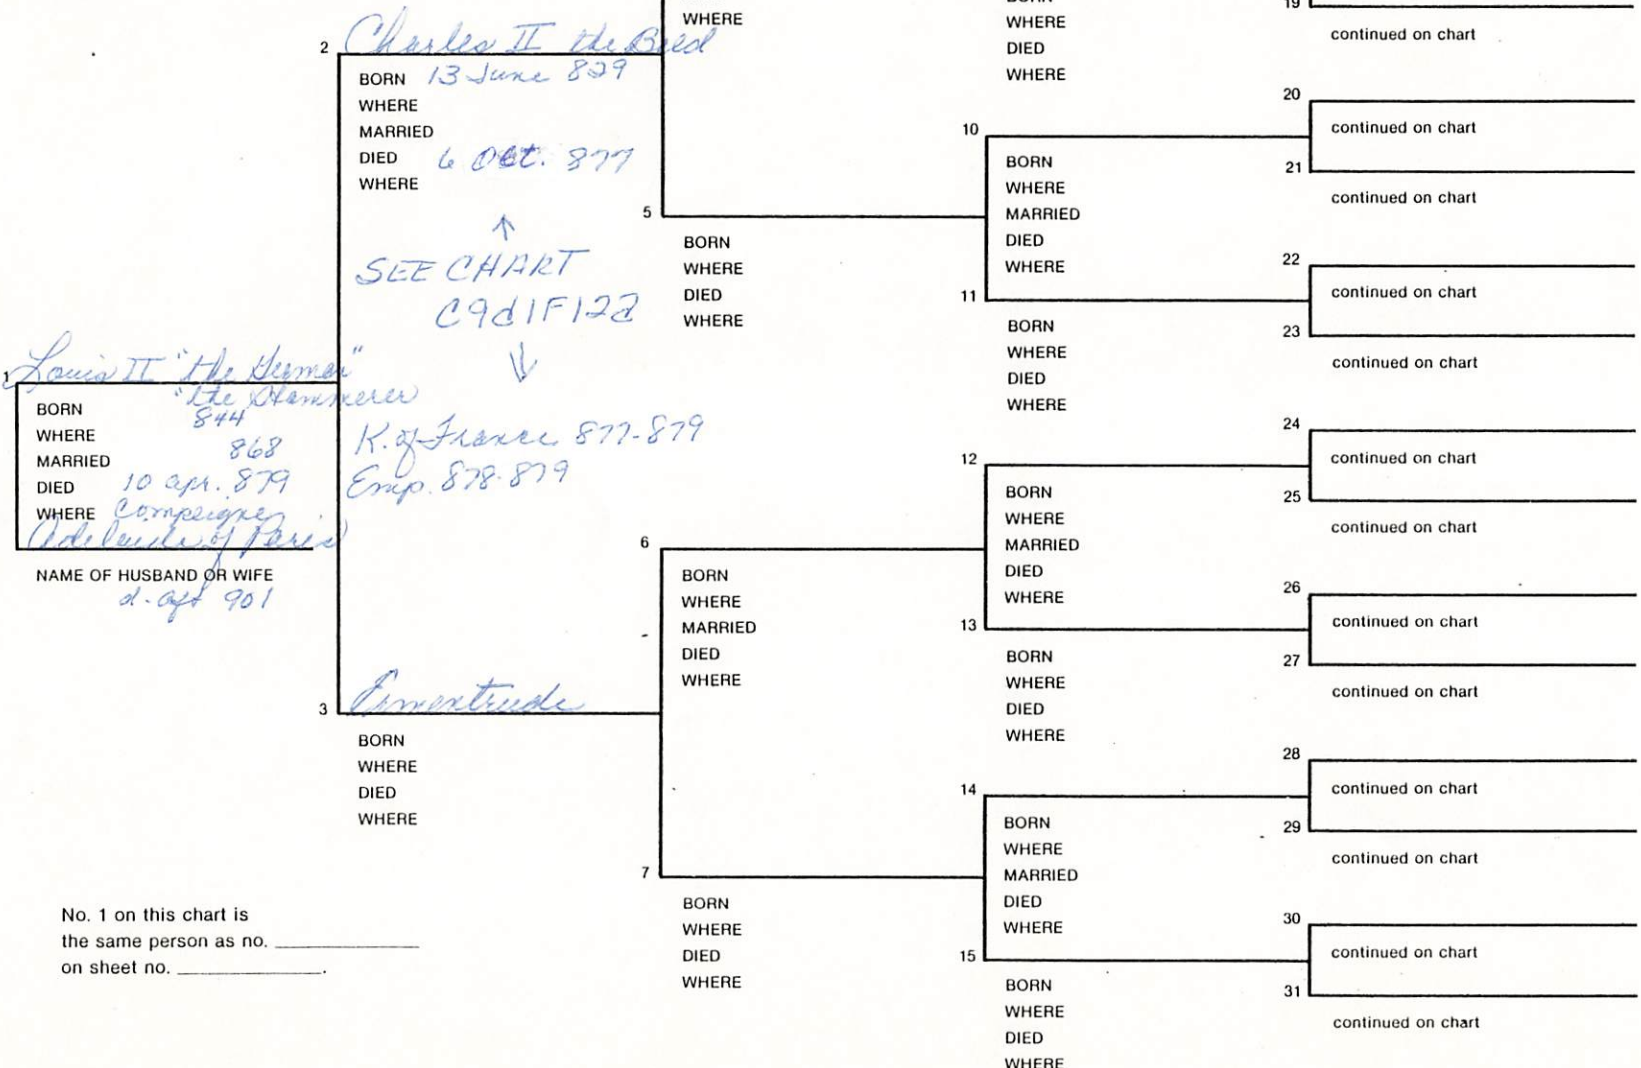 1
Louis II "the German"
"the Stammerer
BORN 844
WHERE
MARRIED 868
DIED 10 apr. 879
WHERE Compeigne
Adelaide of Paris
NAME OF HUSBAND OR WIFE
d. aft 901
2
Charles II the Bald
BORN 13 June 829
WHERE
MARRIED
DIED 6 Oct. 877
WHERE
↑
SEE CHART
C9d1F122
↓
K. of France 877-879
Emp. 878-879
3
Ermentrude
BORN
WHERE
DIED
WHERE
No. 1 on this chart is
the same person as no.
on sheet no.
WHERE
5
BORN
WHERE
DIED
WHERE
6
BORN
WHERE
MARRIED
DIED
WHERE
7
BORN
WHERE
DIED
WHERE
BORN
WHERE
DIED
WHERE
10
BORN
WHERE
MARRIED
DIED
WHERE
11
BORN
WHERE
DIED
WHERE
12
BORN
WHERE
MARRIED
DIED
WHERE
13
BORN
WHERE
DIED
WHERE
14
BORN
WHERE
MARRIED
DIED
WHERE
15
BORN
WHERE
DIED
WHERE
19
continued on chart
20
continued on chart
21
continued on chart
22
continued on chart
23
continued on chart
24
continued on chart
25
continued on chart
26
continued on chart
27
continued on chart
28
continued on chart
29
continued on chart
30
continued on chart
31
continued on chart